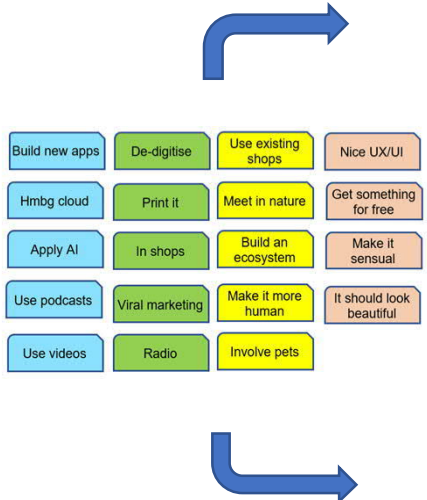 Build new apps
De-digitise
Use existing
shops
Nice UX/UI
Hmbg cloud
Print it
Meet in nature
Get something
for free
Apply AI
In shops
Build an
ecosystem
Make it
sensual
Use podcasts
Viral marketing
Make it more
human
It should look
beautiful
Use videos
Radio
Involve pets